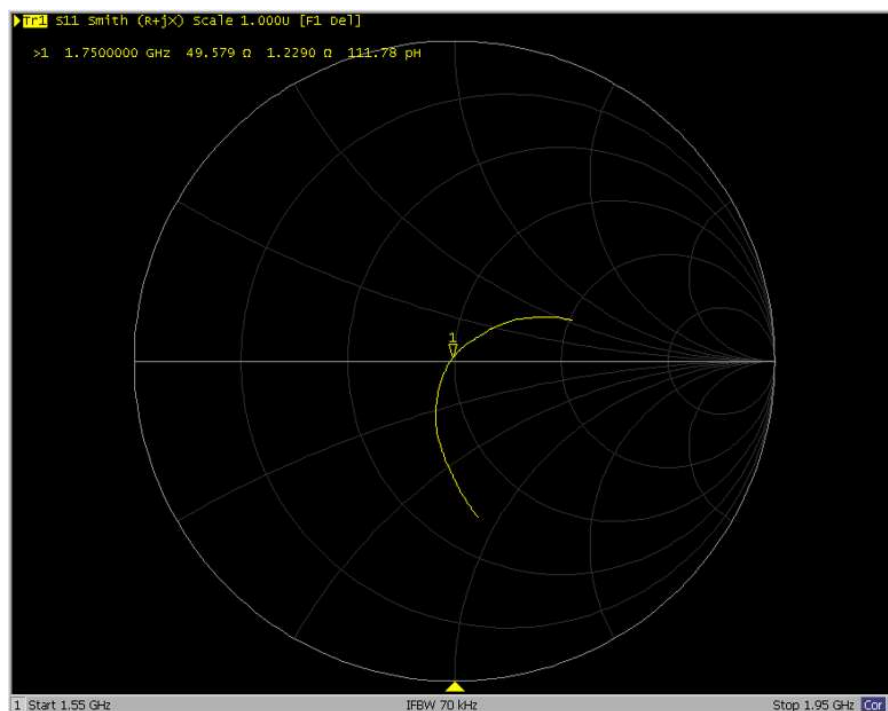 Tr1 S11 Smith (R+jX) Scale 1.000U [F1 Del]
>1 1.7500000 GHz 49.579 Ω 1.2290 Ω 111.78 pH
1
1 Start 1.55 GHz IFBW 70 kHz Stop 1.95 GHz Cor